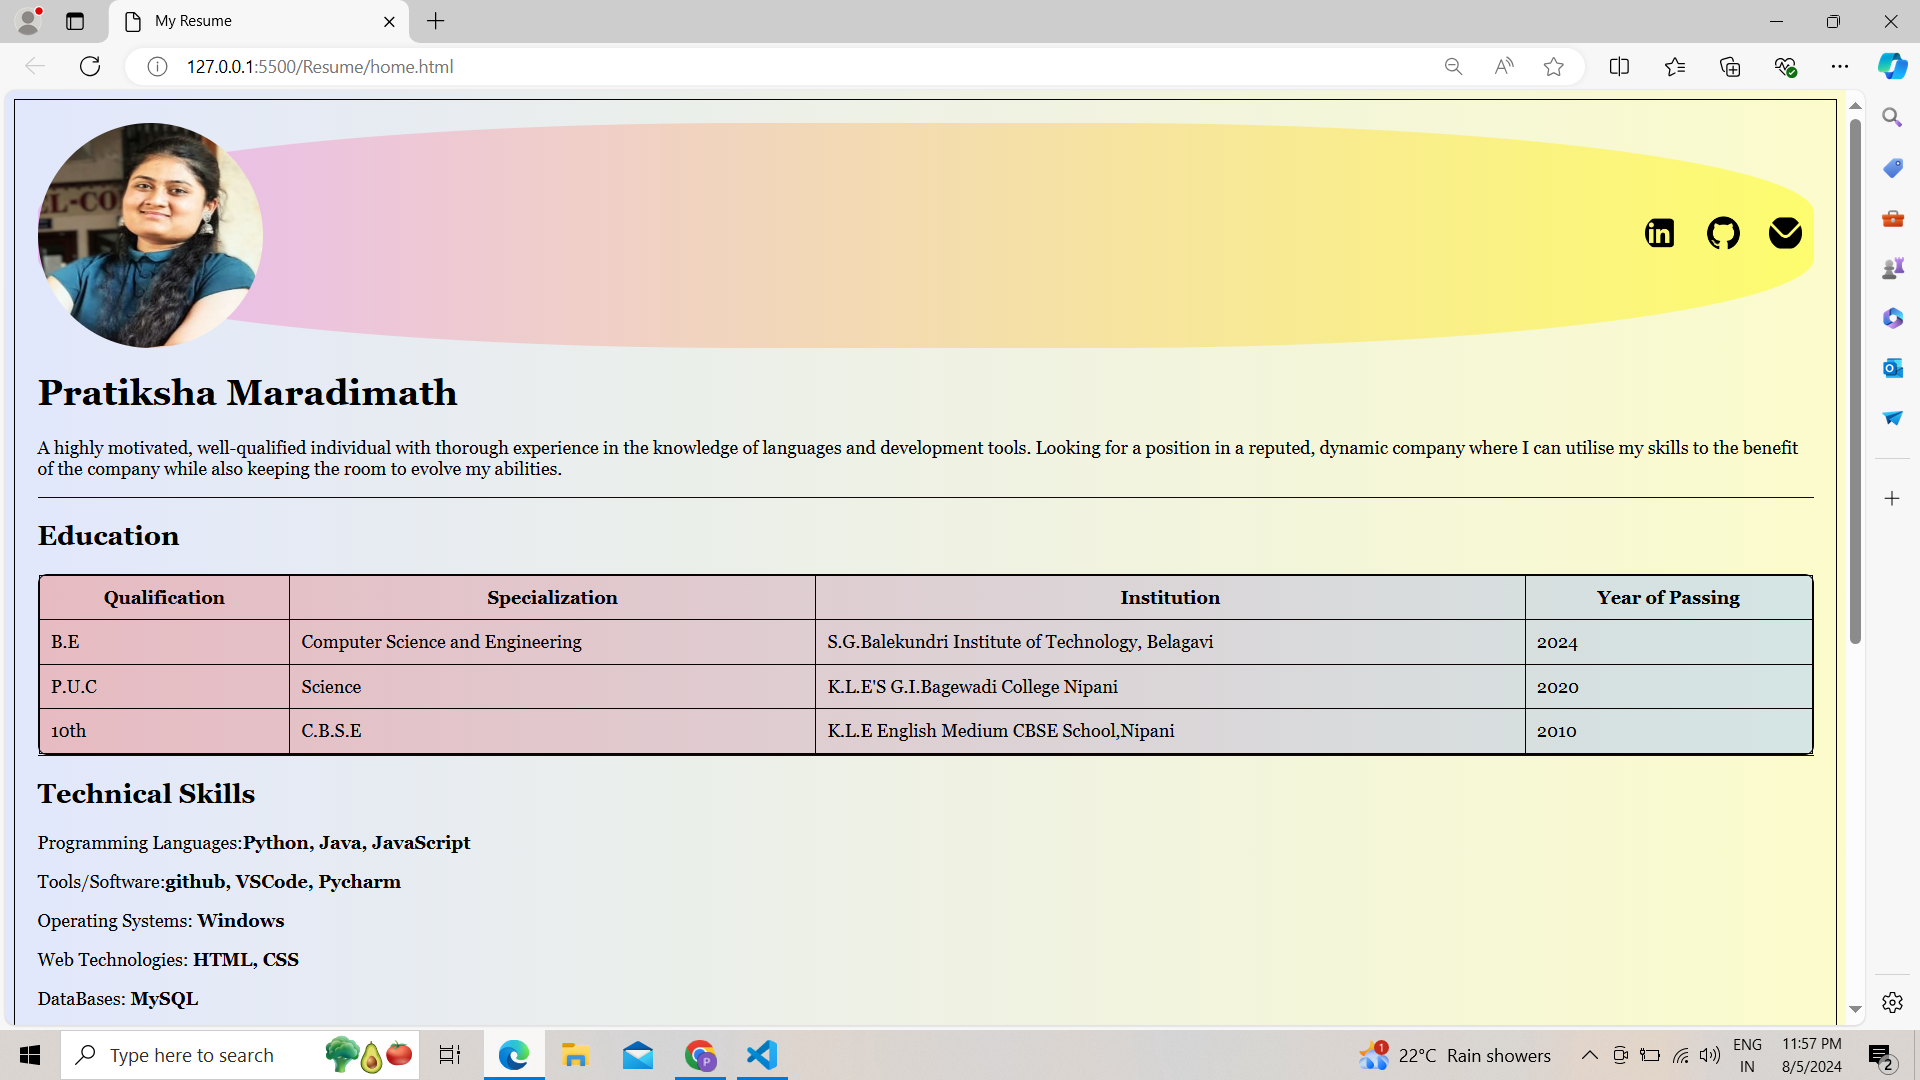 My Resume
127.0.0.1:5500/Resume/home.html
EL-CO
Pratiksha Maradimath
A highly motivated, well-qualified individual with thorough experience in the knowledge of languages and development tools. Looking for a position in a reputed, dynamic company where I can utilise my skills to the benefit
of the company while also keeping the room to evolve my abilities.
Education
Qualification Specialization Institution Year of Passing
B.E Computer Science and Engineering S.G.Balekundri Institute of Technology, Belagavi 2024
P.U.C Science K.L.E'S G.I.Bagewadi College Nipani 2020
10th C.B.S.E K.L.E English Medium CBSE School,Nipani 2010
Technical Skills
Programming Languages:Python, Java, JavaScript
Tools/Software:github, VSCode, Pycharm
Operating Systems: Windows
Web Technologies: HTML, CSS
DataBases: MySQL
Type here to search
P
1
22°C Rain showers
ENG
IN
11:57 PM
8/5/2024
2